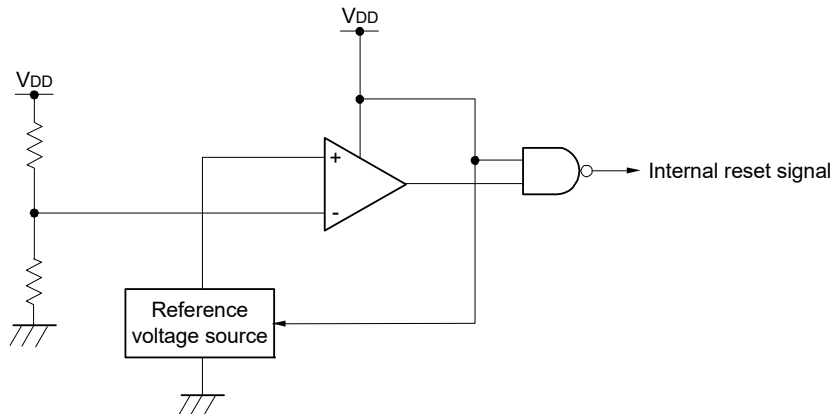 VDD
VDD
+
-
Internal reset signal
Reference
voltage source